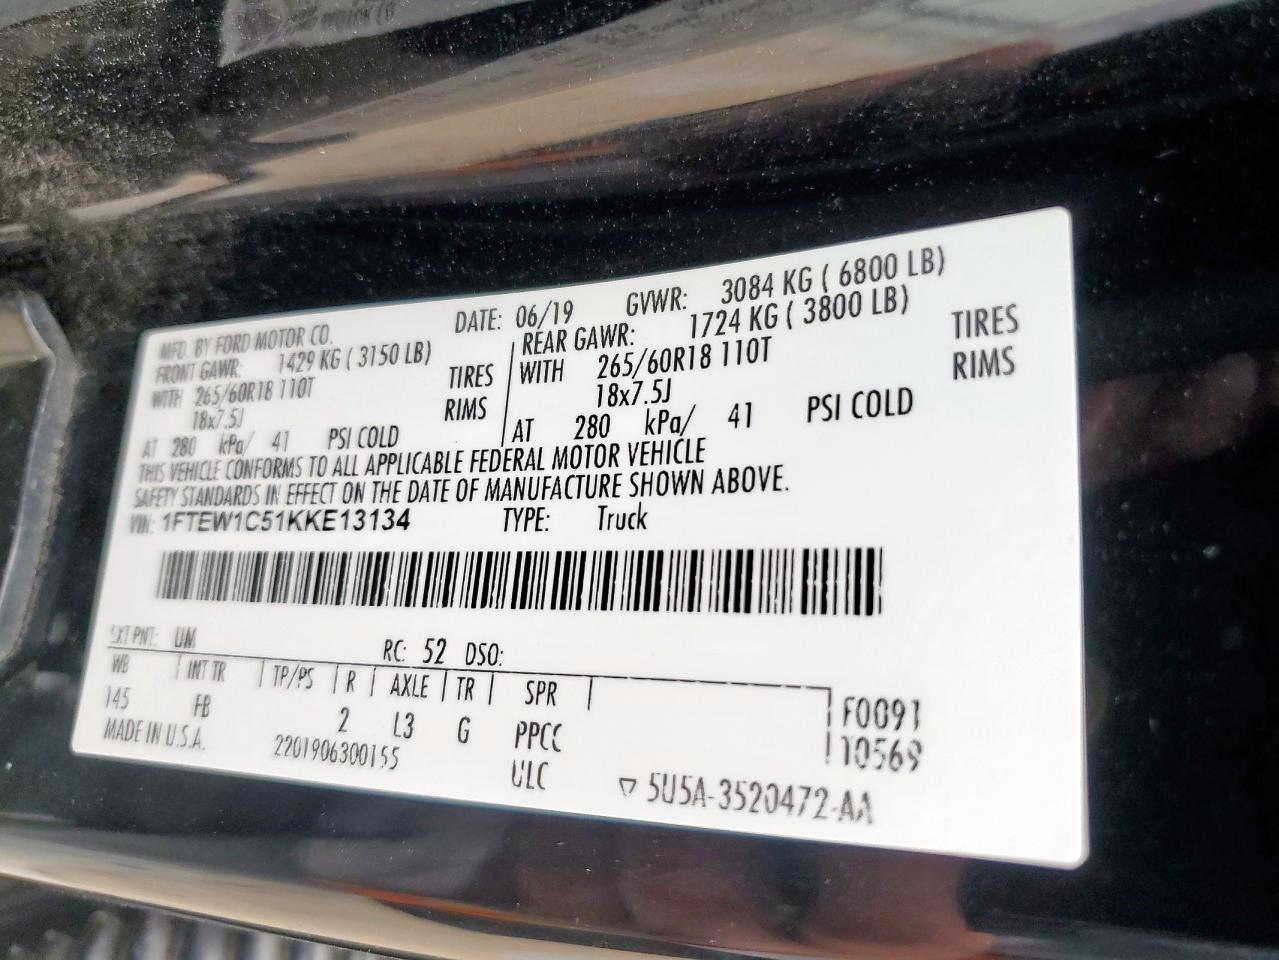 MFD. BY FORD MOTOR CO.
DATE: 06/19 GVWR: 3084 KG ( 6800 LB)
FRONT GAWR: 1429 KG ( 3150 LB) REAR GAWR: 1724 KG ( 3800 LB)
WITH 265/60R18 110T TIRES WITH 265/60R18 110T TIRES
18x7.5J RIMS 18x7.5J RIMS
AT 280 kPa/ 41 PSI COLD AT 280 kPa/ 41 PSI COLD
THIS VEHICLE CONFORMS TO ALL APPLICABLE FEDERAL MOTOR VEHICLE
SAFETY STANDARDS IN EFFECT ON THE DATE OF MANUFACTURE SHOWN ABOVE.
VIN: 1FTEW1C51KKE13134 TYPE: Truck
EXT PNT: UM RC: 52 DSO:
WB INT TR TP/PS R AXLE TR SPR F0091
145 FB 2 L3 G PPCC 10569
MADE IN U.S.A. 2201906300155 ULC 5U5A-3520472-AA